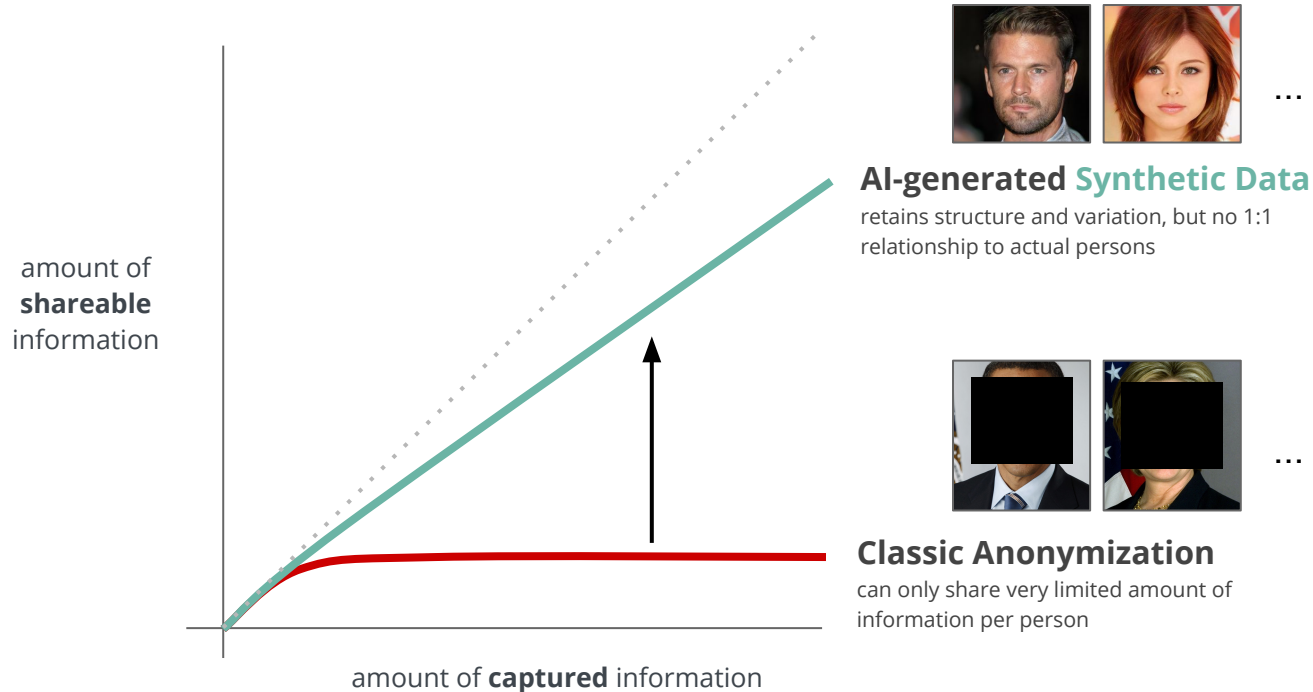 ...
AI-generated Synthetic Data
retains structure and variation, but no 1:1
relationship to actual persons
amount of
shareable
information
...
Classic Anonymization
can only share very limited amount of
information per person
amount of captured information